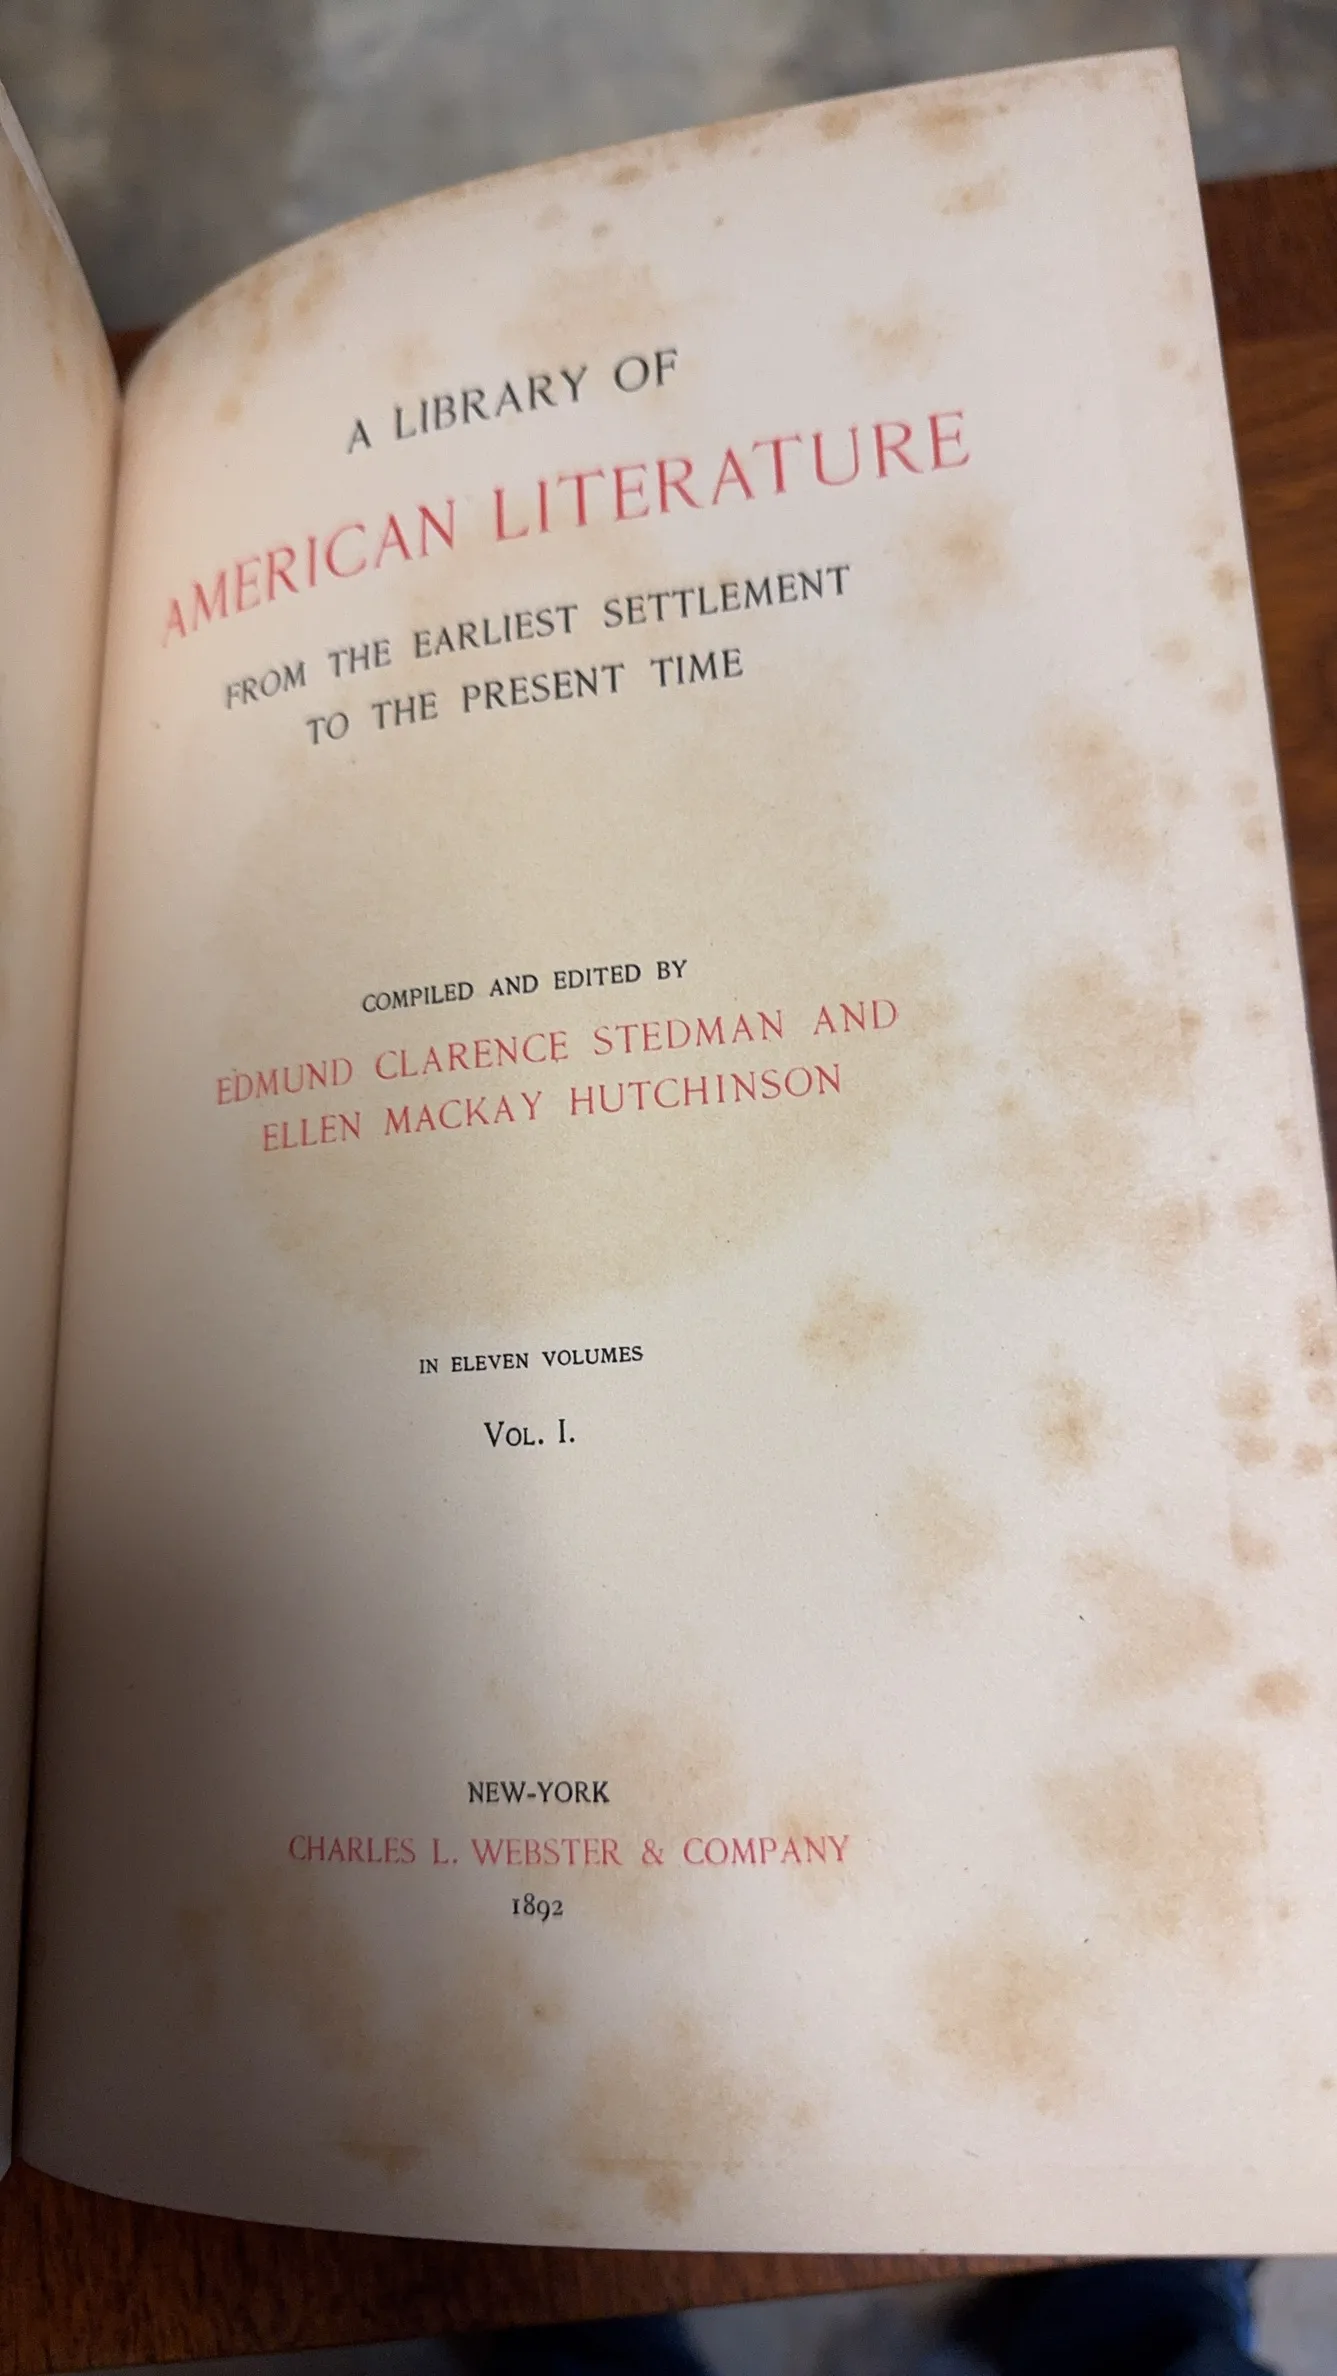 A LIBRARY OF
AMERICAN LITERATURE
FROM THE EARLIEST SETTLEMENT
TO THE PRESENT TIME
COMPILED AND EDITED BY
EDMUND CLARENCE STEDMAN AND
ELLEN MACKAY HUTCHINSON
IN ELEVEN VOLUMES
VOL. I.
NEW-YORK
CHARLES L. WEBSTER & COMPANY
1892